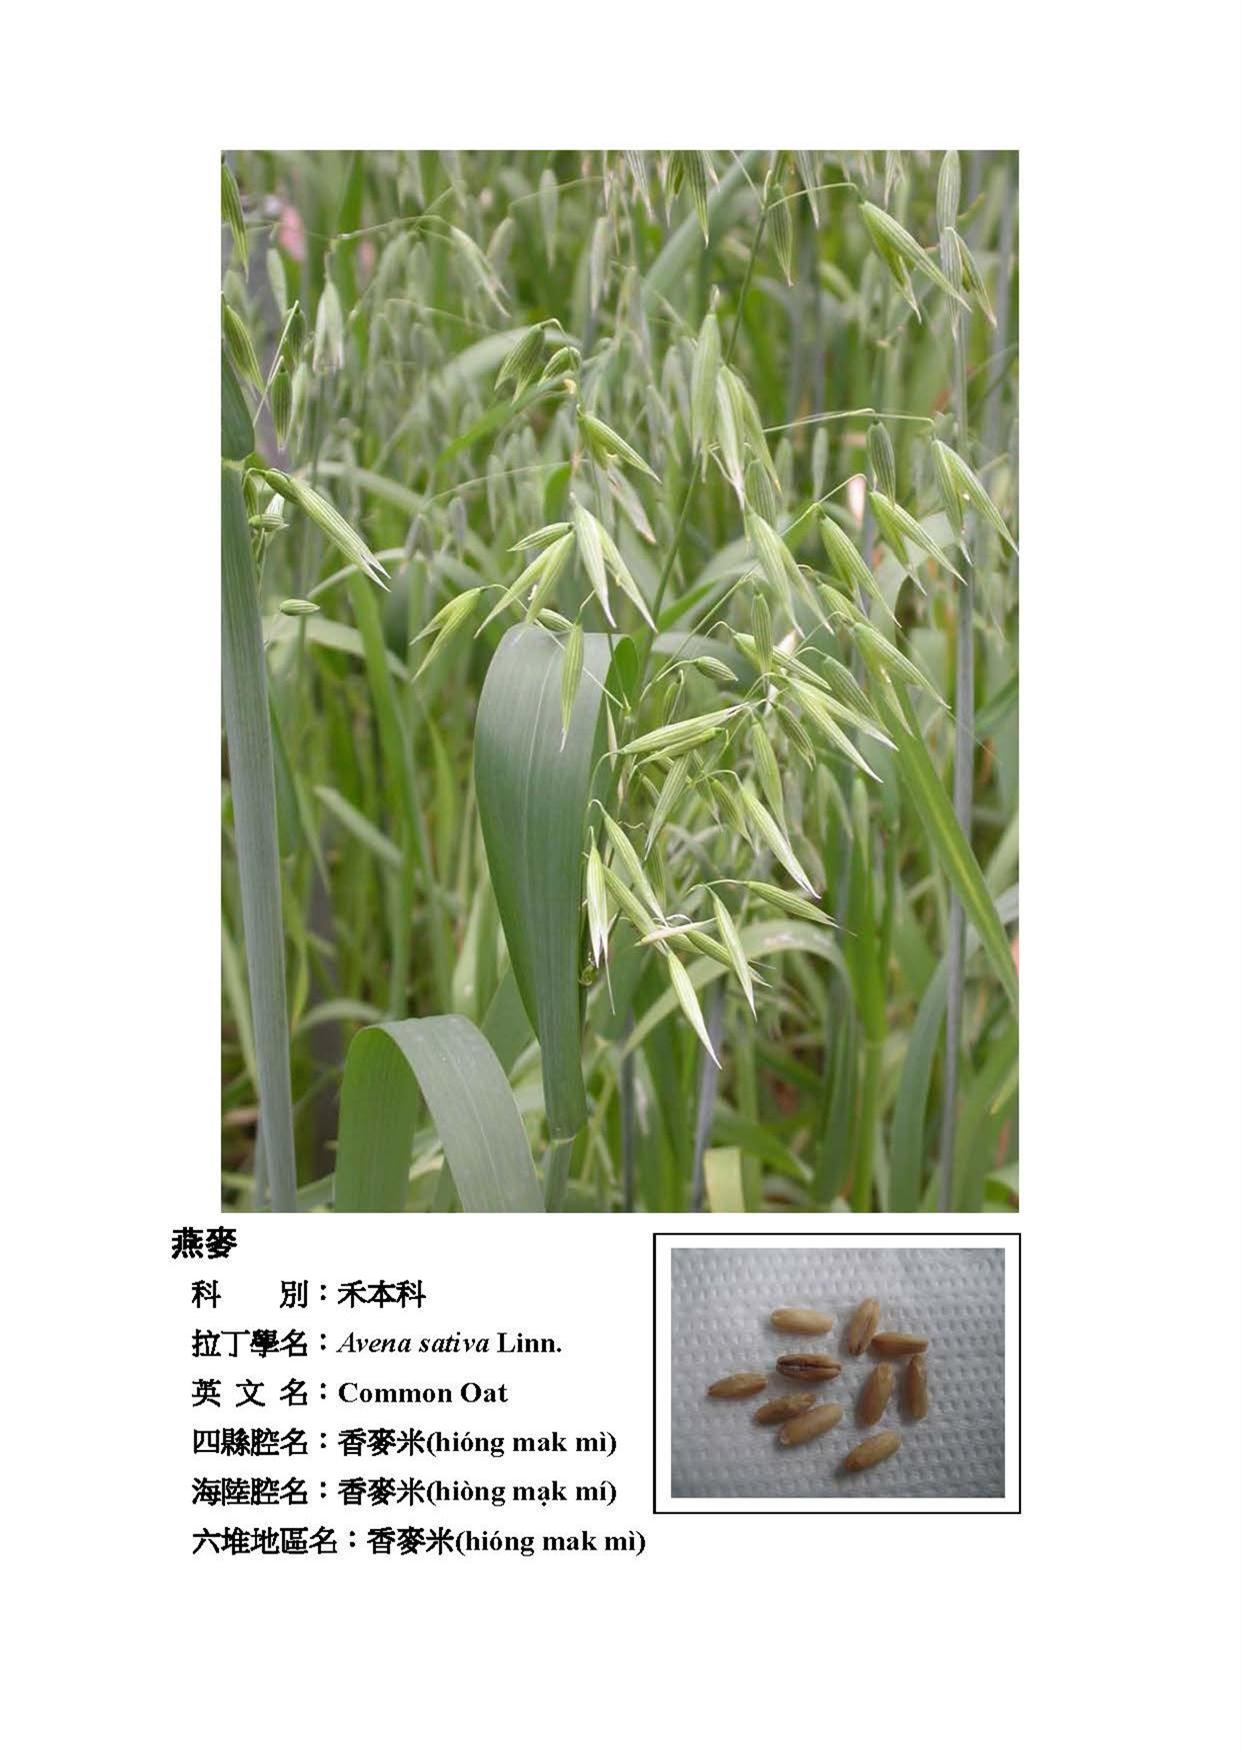 燕麥
科　　別：禾本科
拉丁學名：Avena sativa Linn.
英 文 名：Common Oat
四縣腔名：香麥米(hióng mak mì)
海陸腔名：香麥米(hiòng mạk mí)
六堆地區名：香麥米(hióng mak mì)